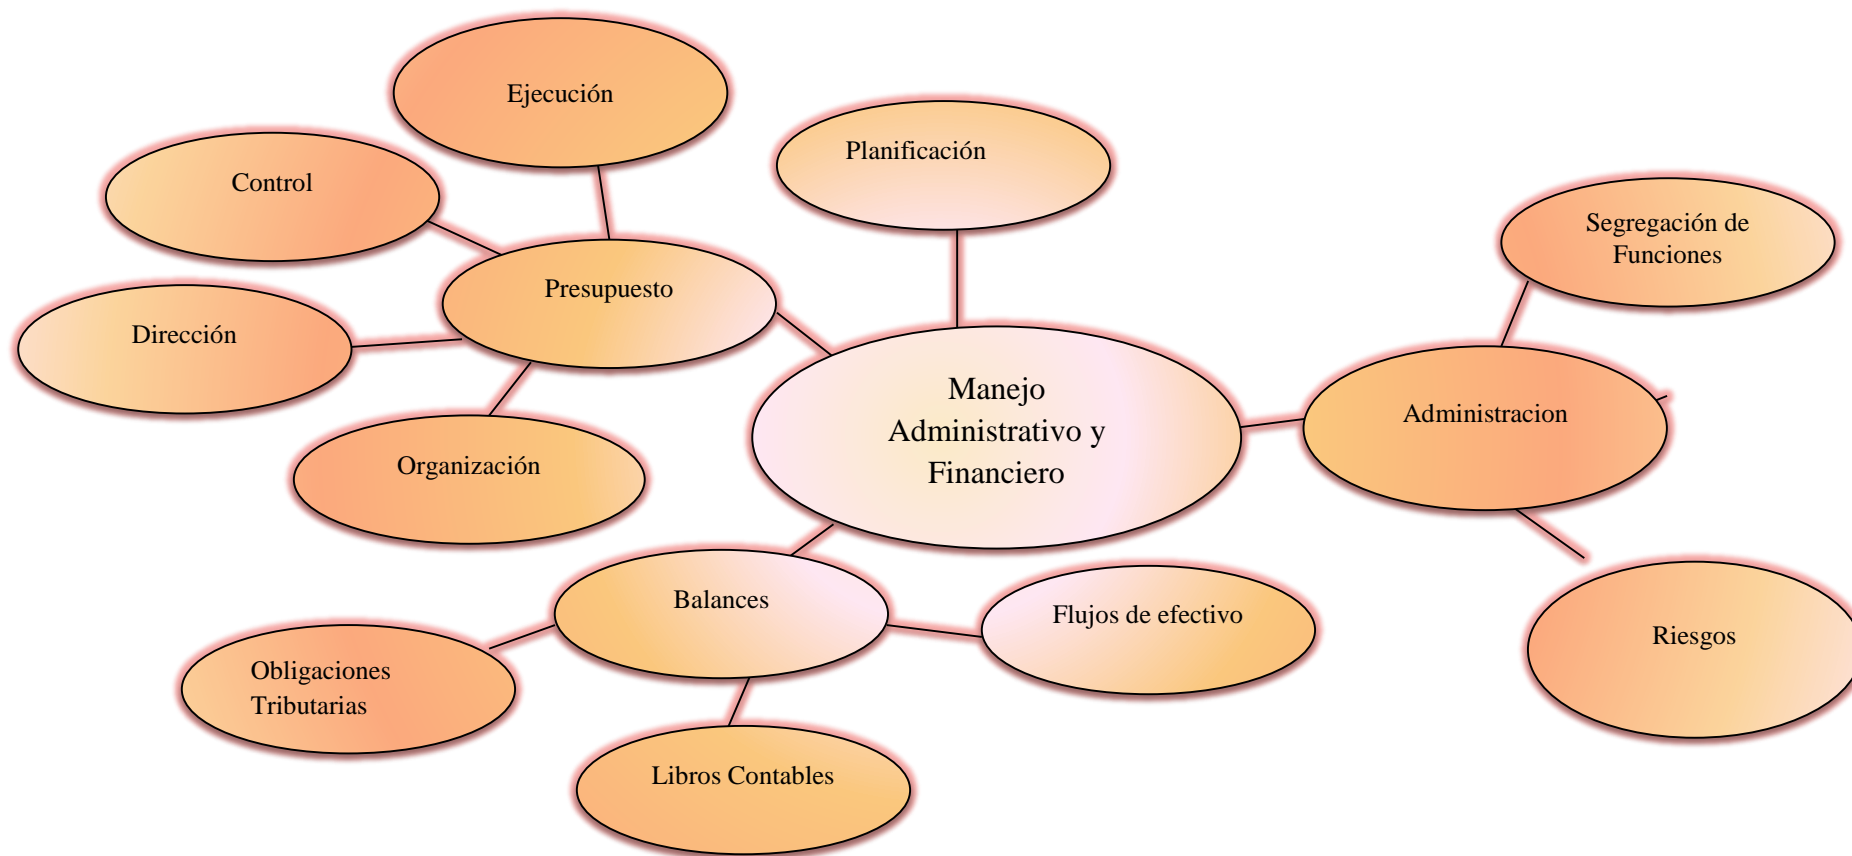 Ejecución
Planificación
Control
Segregación de
Funciones
Presupuesto
Dirección
Manejo
Administrativo y
Financiero
Administracion
Organización
Balances
Flujos de efectivo
Riesgos
Obligaciones
Tributarias
Libros Contables